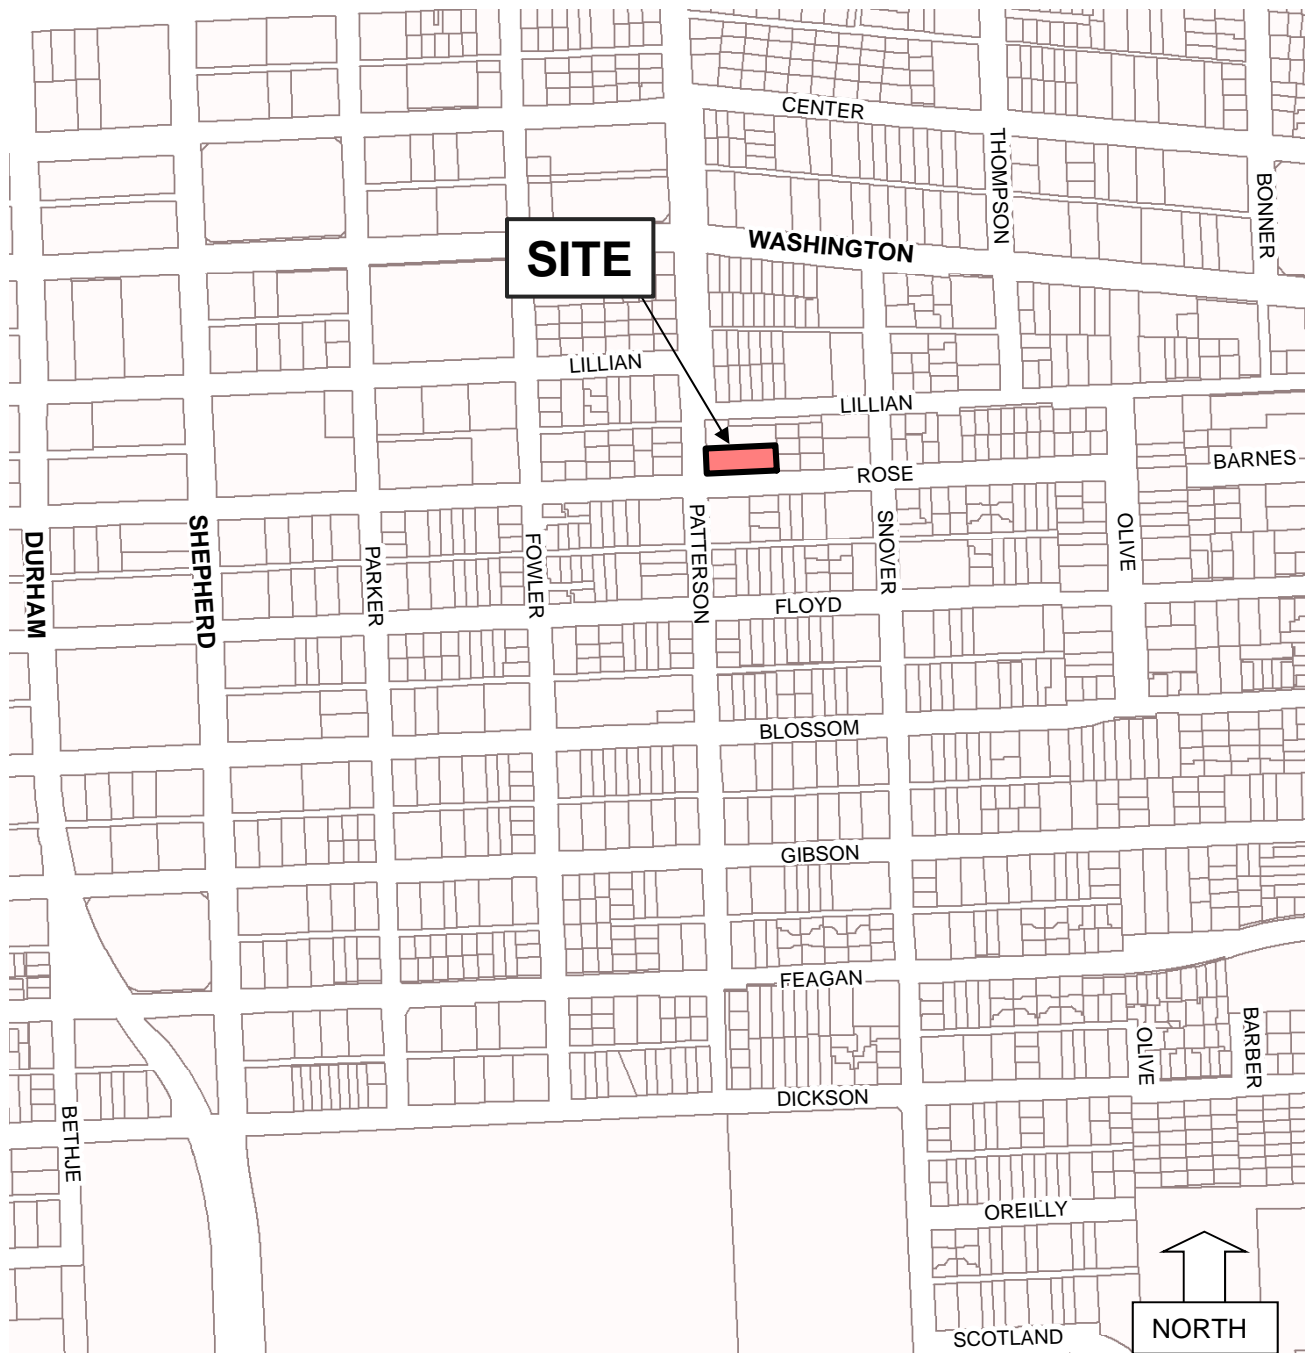 CENTER
THOMPSON
BONNER
WASHINGTON
SITE
LILLIAN
LILLIAN
BARNES
ROSE
DURHAM
SHEPHERD
PARKER
FOWLER
PATTERSON
SNOVER
OLIVE
FLOYD
BLOSSOM
GIBSON
FEAGAN
OLIVE
BARBER
DICKSON
BETHJE
OREILLY
NORTH
SCOTLAND